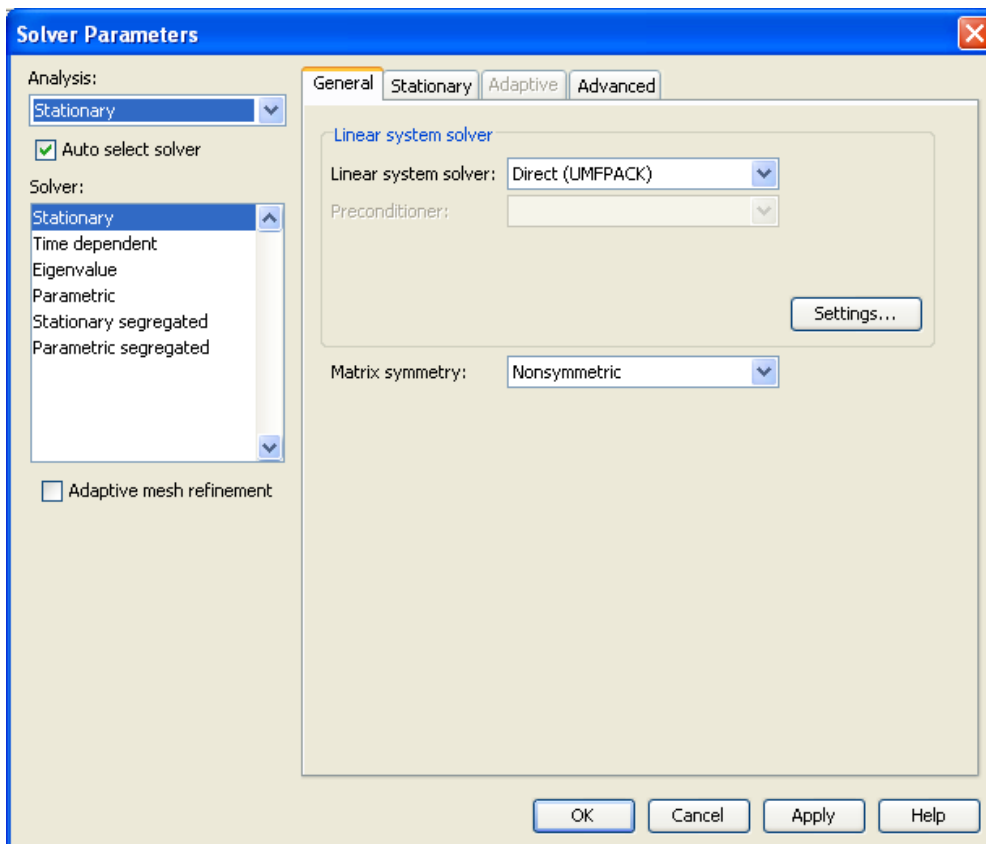 Solver Parameters
Analysis:
Stationary
Auto select solver
Solver:
Stationary
Time dependent
Eigenvalue
Parametric
Stationary segregated
Parametric segregated
Adaptive mesh refinement
General Stationary Adaptive Advanced
Linear system solver
Linear system solver: Direct (UMFPACK)
Preconditioner:
Settings...
Matrix symmetry: Nonsymmetric
OK Cancel Apply Help